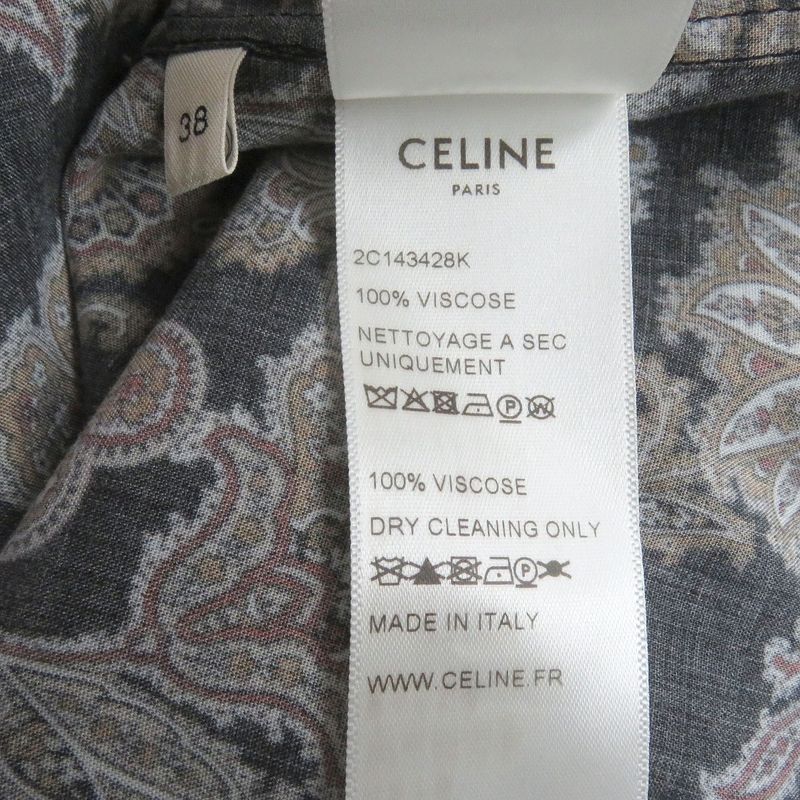 38
CELINE
PARIS
2C143428K
100% VISCOSE
NETTOYAGE A SEC
UNIQUEMENT
P W
100% VISCOSE
DRY CLEANING ONLY
P
MADE IN ITALY
WWW.CELINE.FR